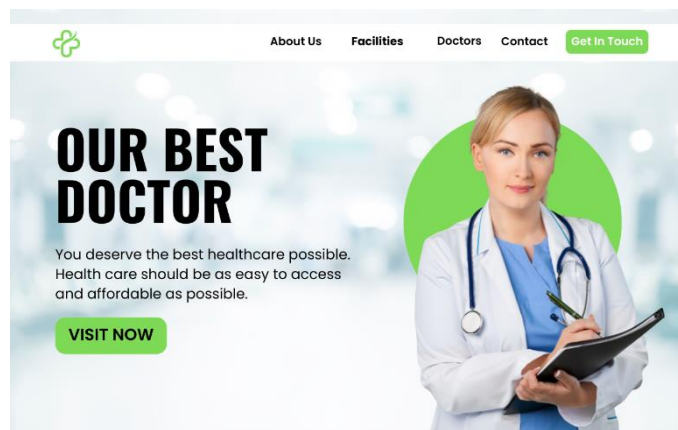 About Us Facilities Doctors Contact Get In Touch
OUR BEST
DOCTOR
You deserve the best healthcare possible.
Health care should be as easy to access
and affordable as possible.
VISIT NOW